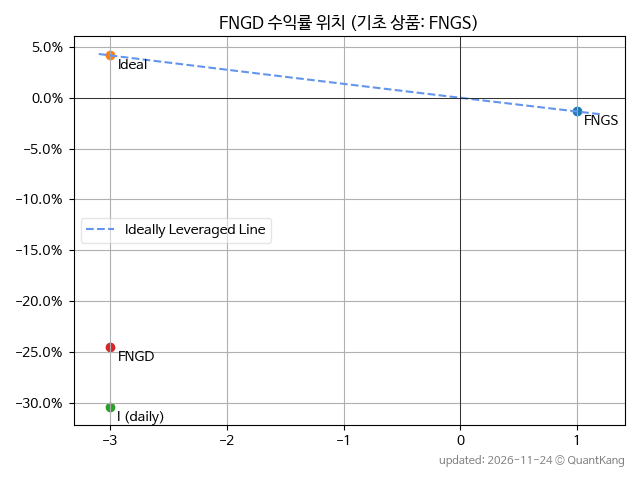 FNGD 수익률 위치 (기초 상품: FNGS)
5.0%
0.0%
−5.0%
−10.0%
−15.0%
−20.0%
−25.0%
−30.0%
Ideal
FNGS
Ideally Leveraged Line
FNGD
I (daily)
−3
−2
−1
0
1
updated: 2026-11-24 © QuantKang